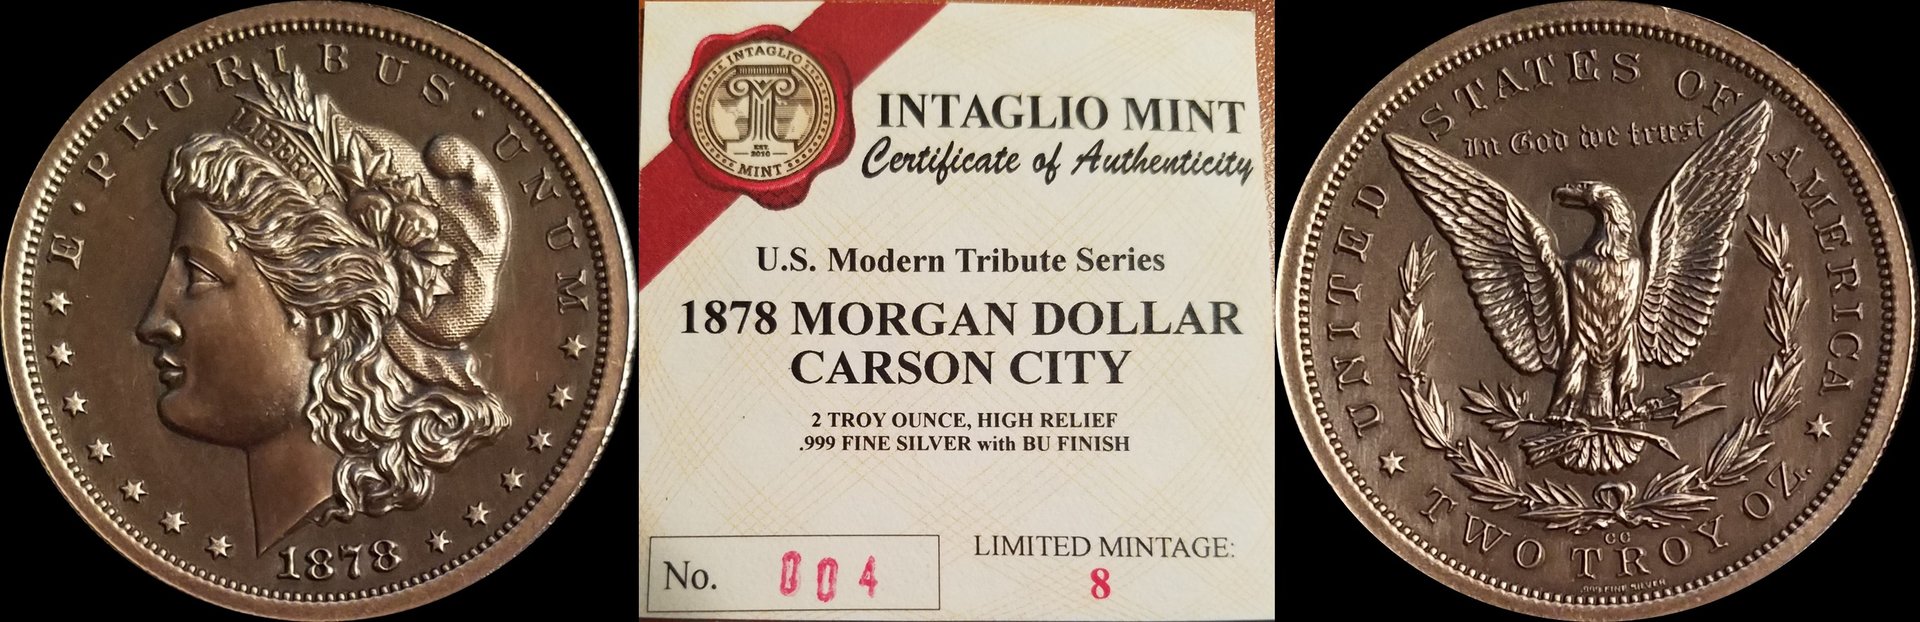 E · PLURIBUS · UNUM
LIBERTY
1878
INTAGLIO
EST.
2010
MINT
INTAGLIO MINT
Certificate of Authenticity
U.S. Modern Tribute Series
1878 MORGAN DOLLAR
CARSON CITY
2 TROY OUNCE, HIGH RELIEF
.999 FINE SILVER with BU FINISH
No. 004
LIMITED MINTAGE:
8
UNITED STATES OF AMERICA
In God we trust
CC
TWO TROY OZ.
.999 FINE SILVER